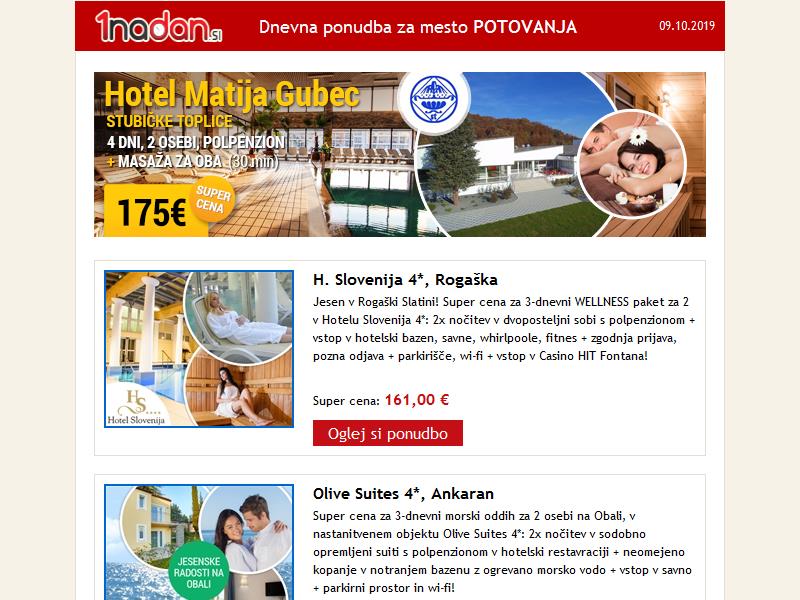 1nadan.si
Dnevna ponudba za mesto POTOVANJA
09.10.2019
Hotel Matija Gubec
STUBIČKE TOPLICE
4 DNI, 2 OSEBI, POLPENZION
+ MASAŽA ZA OBA (30 min)
175€
SUPER
CENA
H. Slovenija 4*, Rogaška
Jesen v Rogaški Slatini! Super cena za 3-dnevni WELLNESS paket za 2
v Hotelu Slovenija 4*: 2x nočitev v dvoposteljni sobi s polpenzionom +
vstop v hotelski bazen, savne, whirlpoole, fitnes + zgodnja prijava,
pozna odjava + parkirišče, wi-fi + vstop v Casino HIT Fontana!
HS
Hotel Slovenija
Super cena: 161,00 €
Oglej si ponudbo
Olive Suites 4*, Ankaran
Super cena za 3-dnevni morski oddih za 2 osebi na Obali, v
nastanitvenem objektu Olive Suites 4*: 2x nočitev v sodobno
opremljeni suiti s polpenzionom v hotelski restavraciji + neomejeno
kopanje v notranjem bazenu z ogrevano morsko vodo + vstop v savno
+ parkirni prostor in wi-fi!
JESENSKE
RADOSTI NA
OBALI